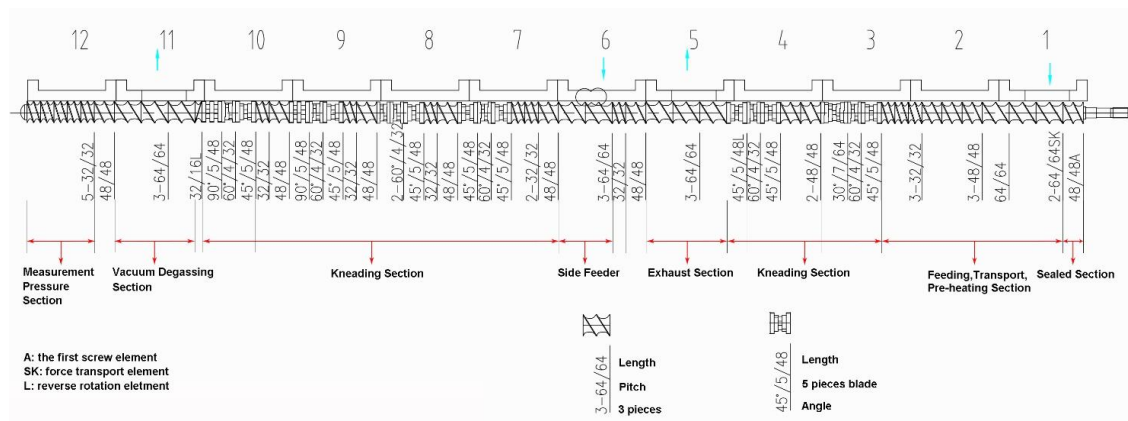 12 11 10 9 8 7 6 5 4 3 2 1
5-32/32
48/48
3-64/64
32/16L
90°/5/48
60°/4/32
45°/5/48
32/32
48/48
90°/5/48
60°/4/32
45°/5/48
32/32
48/48
2-60°/4/32
45°/5/48
32/32
48/48
45°/5/48
60°/4/32
45°/5/48
2-32/32
48/48
3-64/64
32/32
48/48
3-64/64
45°/5/48L
60°/4/32
45°/5/48
2-48/48
30°/7/64
60°/4/32
45°/5/48
3-32/32
3-48/48
64/64
2-64/64SK
48/48A
Measurement
Pressure
Section
Vacuum Degassing
Section
Kneading Section
Side Feeder
Exhaust Section
Kneading Section
Feeding,Transport,
Pre-heating Section
Sealed Section
A: the first screw element
SK: force transport element
L: reverse rotation eletment
3-64/64
Length
Pitch
3 pieces
45°/5/48
Length
5 pieces blade
Angle